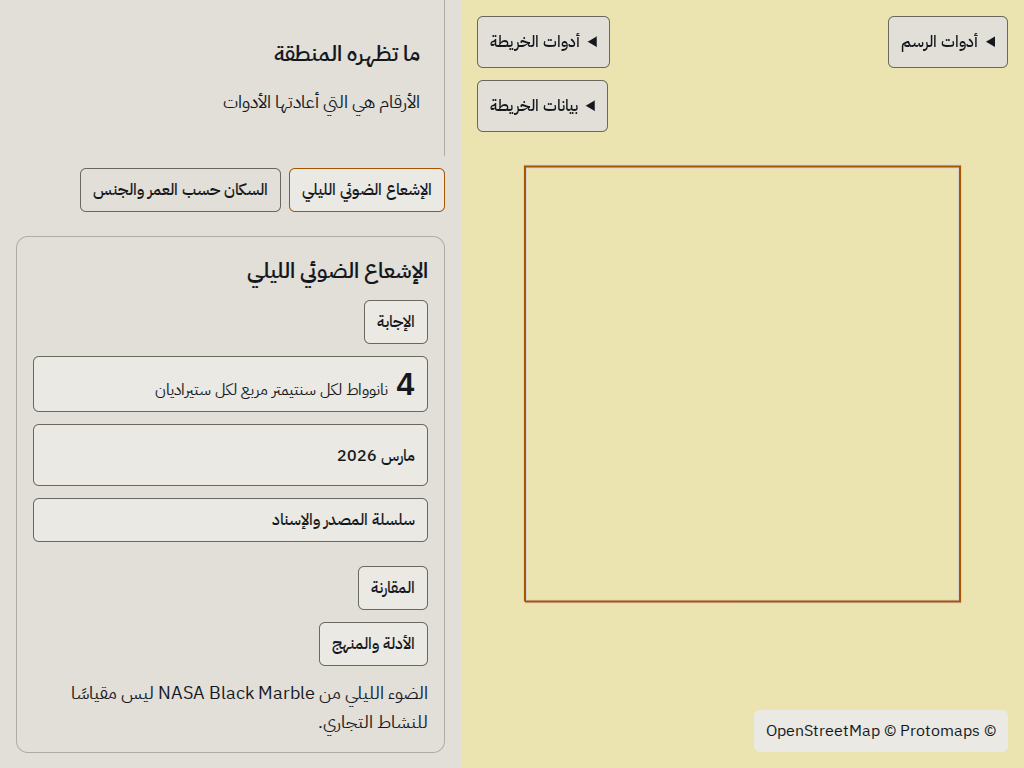 ما تظهره المنطقة
الأرقام هي التي أعادتها الأدوات
الإشعاع الضوئي الليلي
السكان حسب العمر والجنس
الإشعاع الضوئي الليلي
الإجابة
4 نانوواط لكل سنتيمتر مربع لكل ستيراديان
مارس 2026
سلسلة المصدر والإسناد
المقارنة
الأدلة والمنهج
الضوء الليلي من NASA Black Marble ليس مقياسًا
للنشاط التجاري.
أدوات الرسم
أدوات الخريطة
بيانات الخريطة
OpenStreetMap © Protomaps ©